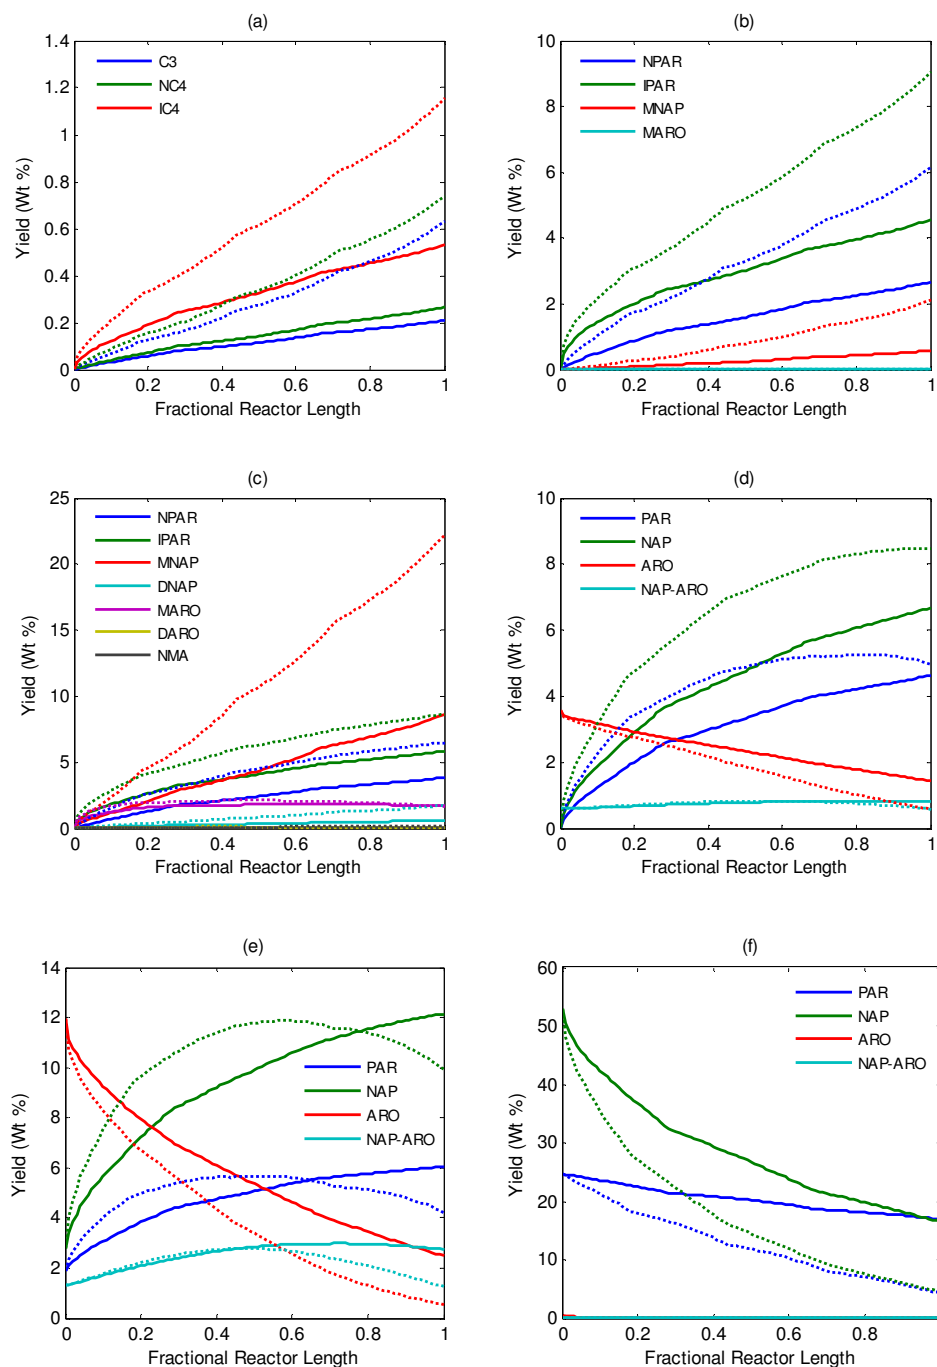 (a)
1.4
1.2
1
0.8
0.6
0.4
0.2
0
Yield (Wt %)
C3
NC4
IC4
0 0.2 0.4 0.6 0.8 1
Fractional Reactor Length
(b)
10
8
6
4
2
0
Yield (Wt %)
NPAR
IPAR
MNAP
MARO
0 0.2 0.4 0.6 0.8 1
Fractional Reactor Length
(c)
25
20
15
10
5
0
Yield (Wt %)
NPAR
IPAR
MNAP
DNAP
MARO
DARO
NMA
0 0.2 0.4 0.6 0.8 1
Fractional Reactor Length
(d)
10
8
6
4
2
0
Yield (Wt %)
PAR
NAP
ARO
NAP-ARO
0 0.2 0.4 0.6 0.8 1
Fractional Reactor Length
(e)
14
12
10
8
6
4
2
0
Yield (Wt %)
PAR
NAP
ARO
NAP-ARO
0 0.2 0.4 0.6 0.8 1
Fractional Reactor Length
(f)
60
50
40
30
20
10
0
Yield (Wt %)
PAR
NAP
ARO
NAP-ARO
0 0.2 0.4 0.6 0.8 1
Fractional Reactor Length